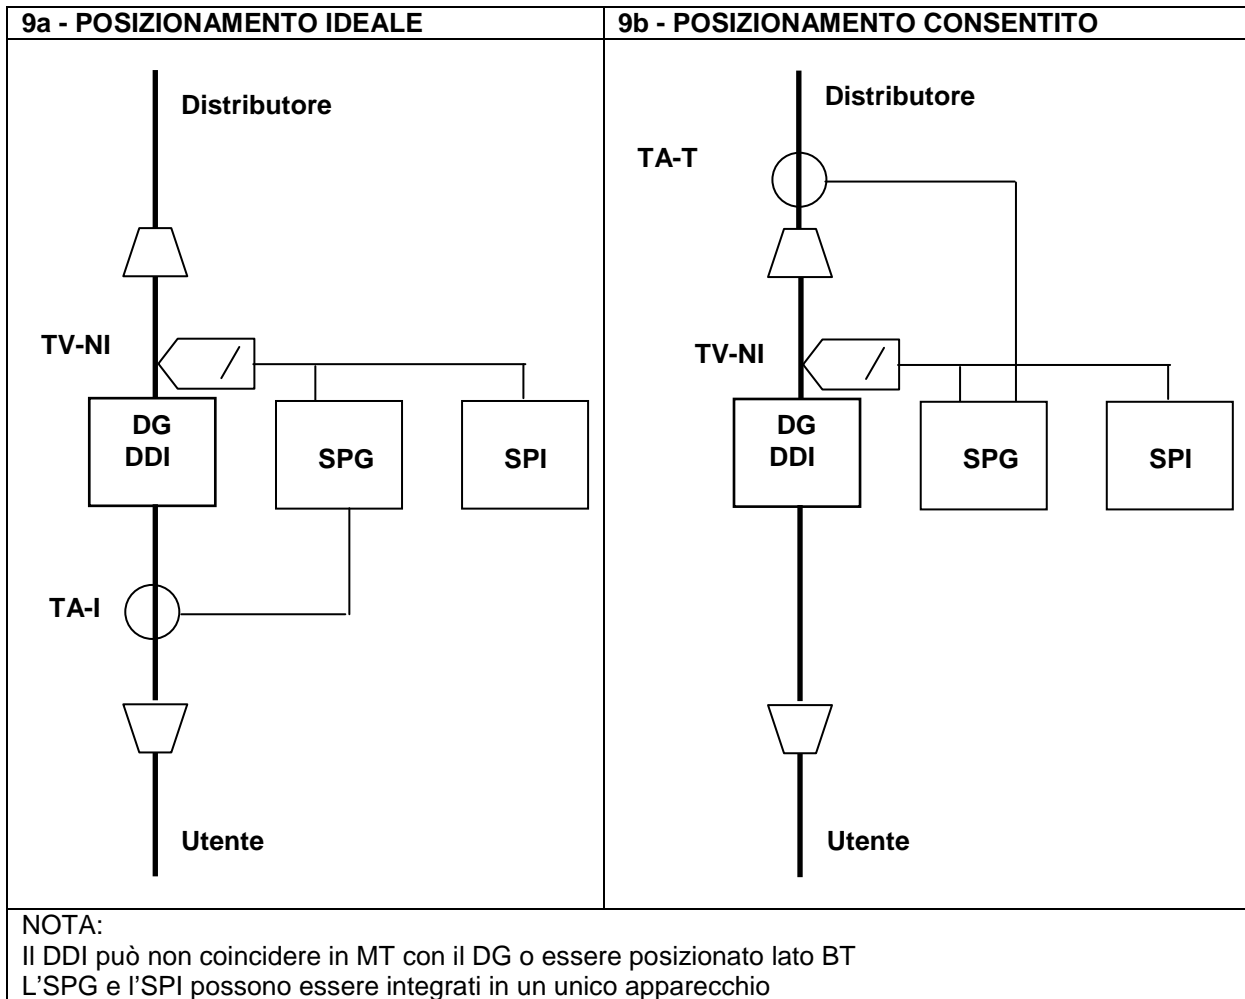 9a - POSIZIONAMENTO IDEALE
Distributore
TV-NI
DG
DDI
SPG
SPI
TA-I
Utente
9b - POSIZIONAMENTO CONSENTITO
Distributore
TA-T
TV-NI
DG
DDI
SPG
SPI
Utente
NOTA:
Il DDI può non coincidere in MT con il DG o essere posizionato lato BT
L'SPG e l'SPI possono essere integrati in un unico apparecchio